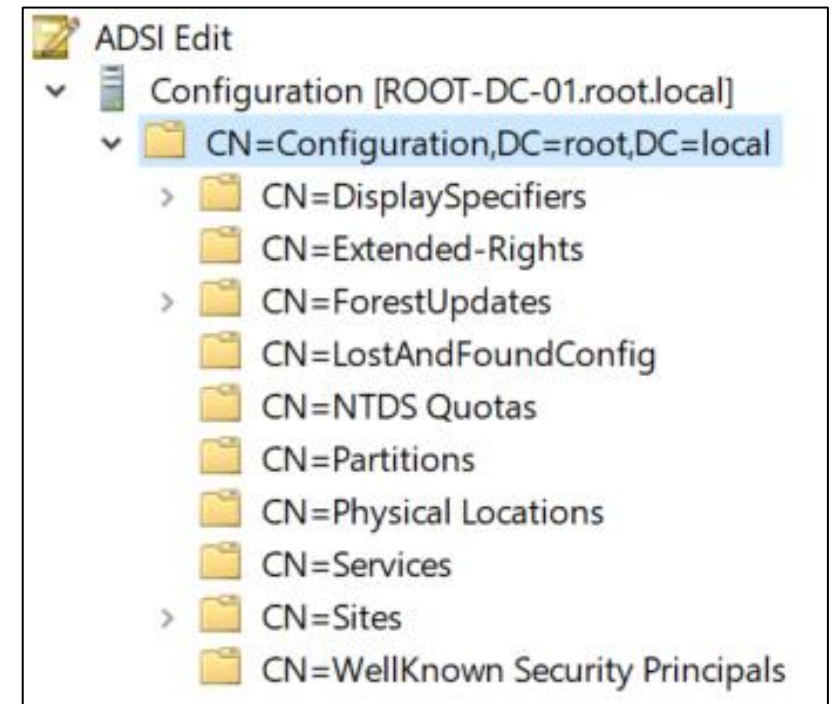 ADSI Edit
Configuration [ROOT-DC-01.root.local]
CN=Configuration,DC=root,DC=local
CN=DisplaySpecifiers
CN=Extended-Rights
CN=ForestUpdates
CN=LostAndFoundConfig
CN=NTDS Quotas
CN=Partitions
CN=Physical Locations
CN=Services
CN=Sites
CN=WellKnown Security Principals